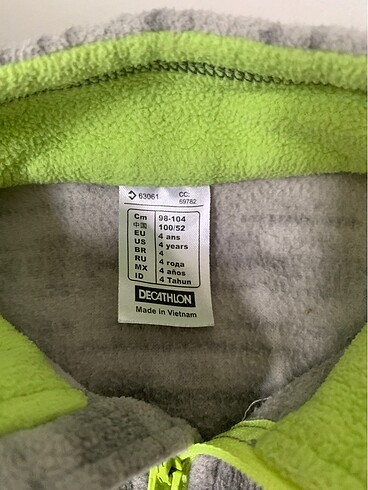 63061 CC: 69782
Cm 98-104
中国 100/52
EU 4 ans
US 4 years
BR 4
RU 4 года
MX 4 años
ID 4 Tahun
DECATHLON
Made in Vietnam